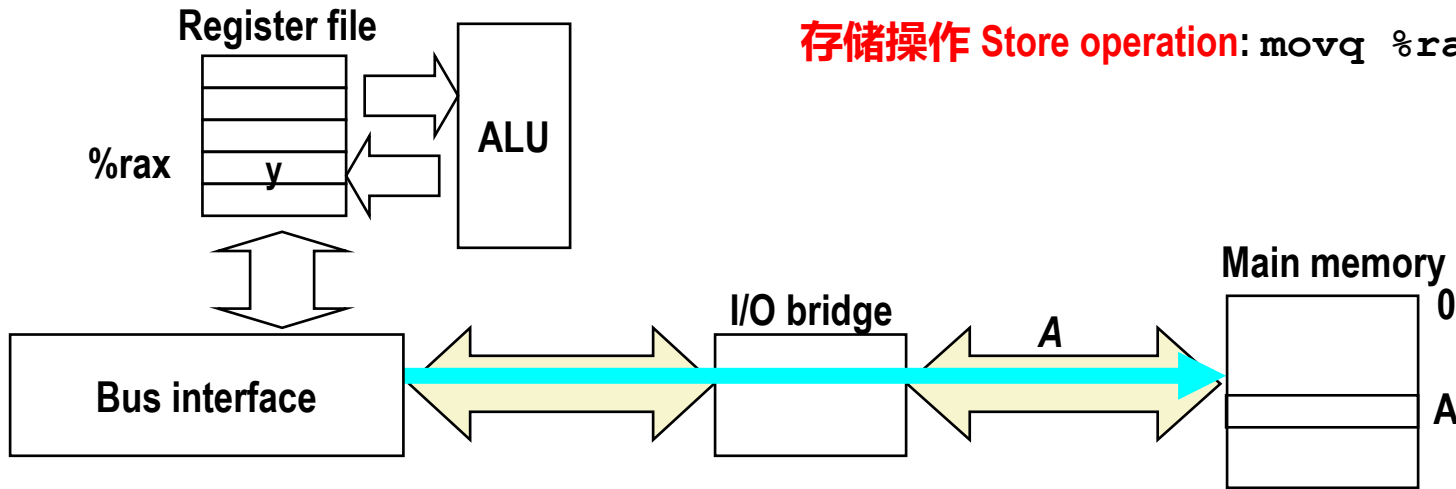 Register file
存储操作 Store operation: movq %ra
ALU
%rax
y
Main memory
0
I/O bridge
A
Bus interface
A